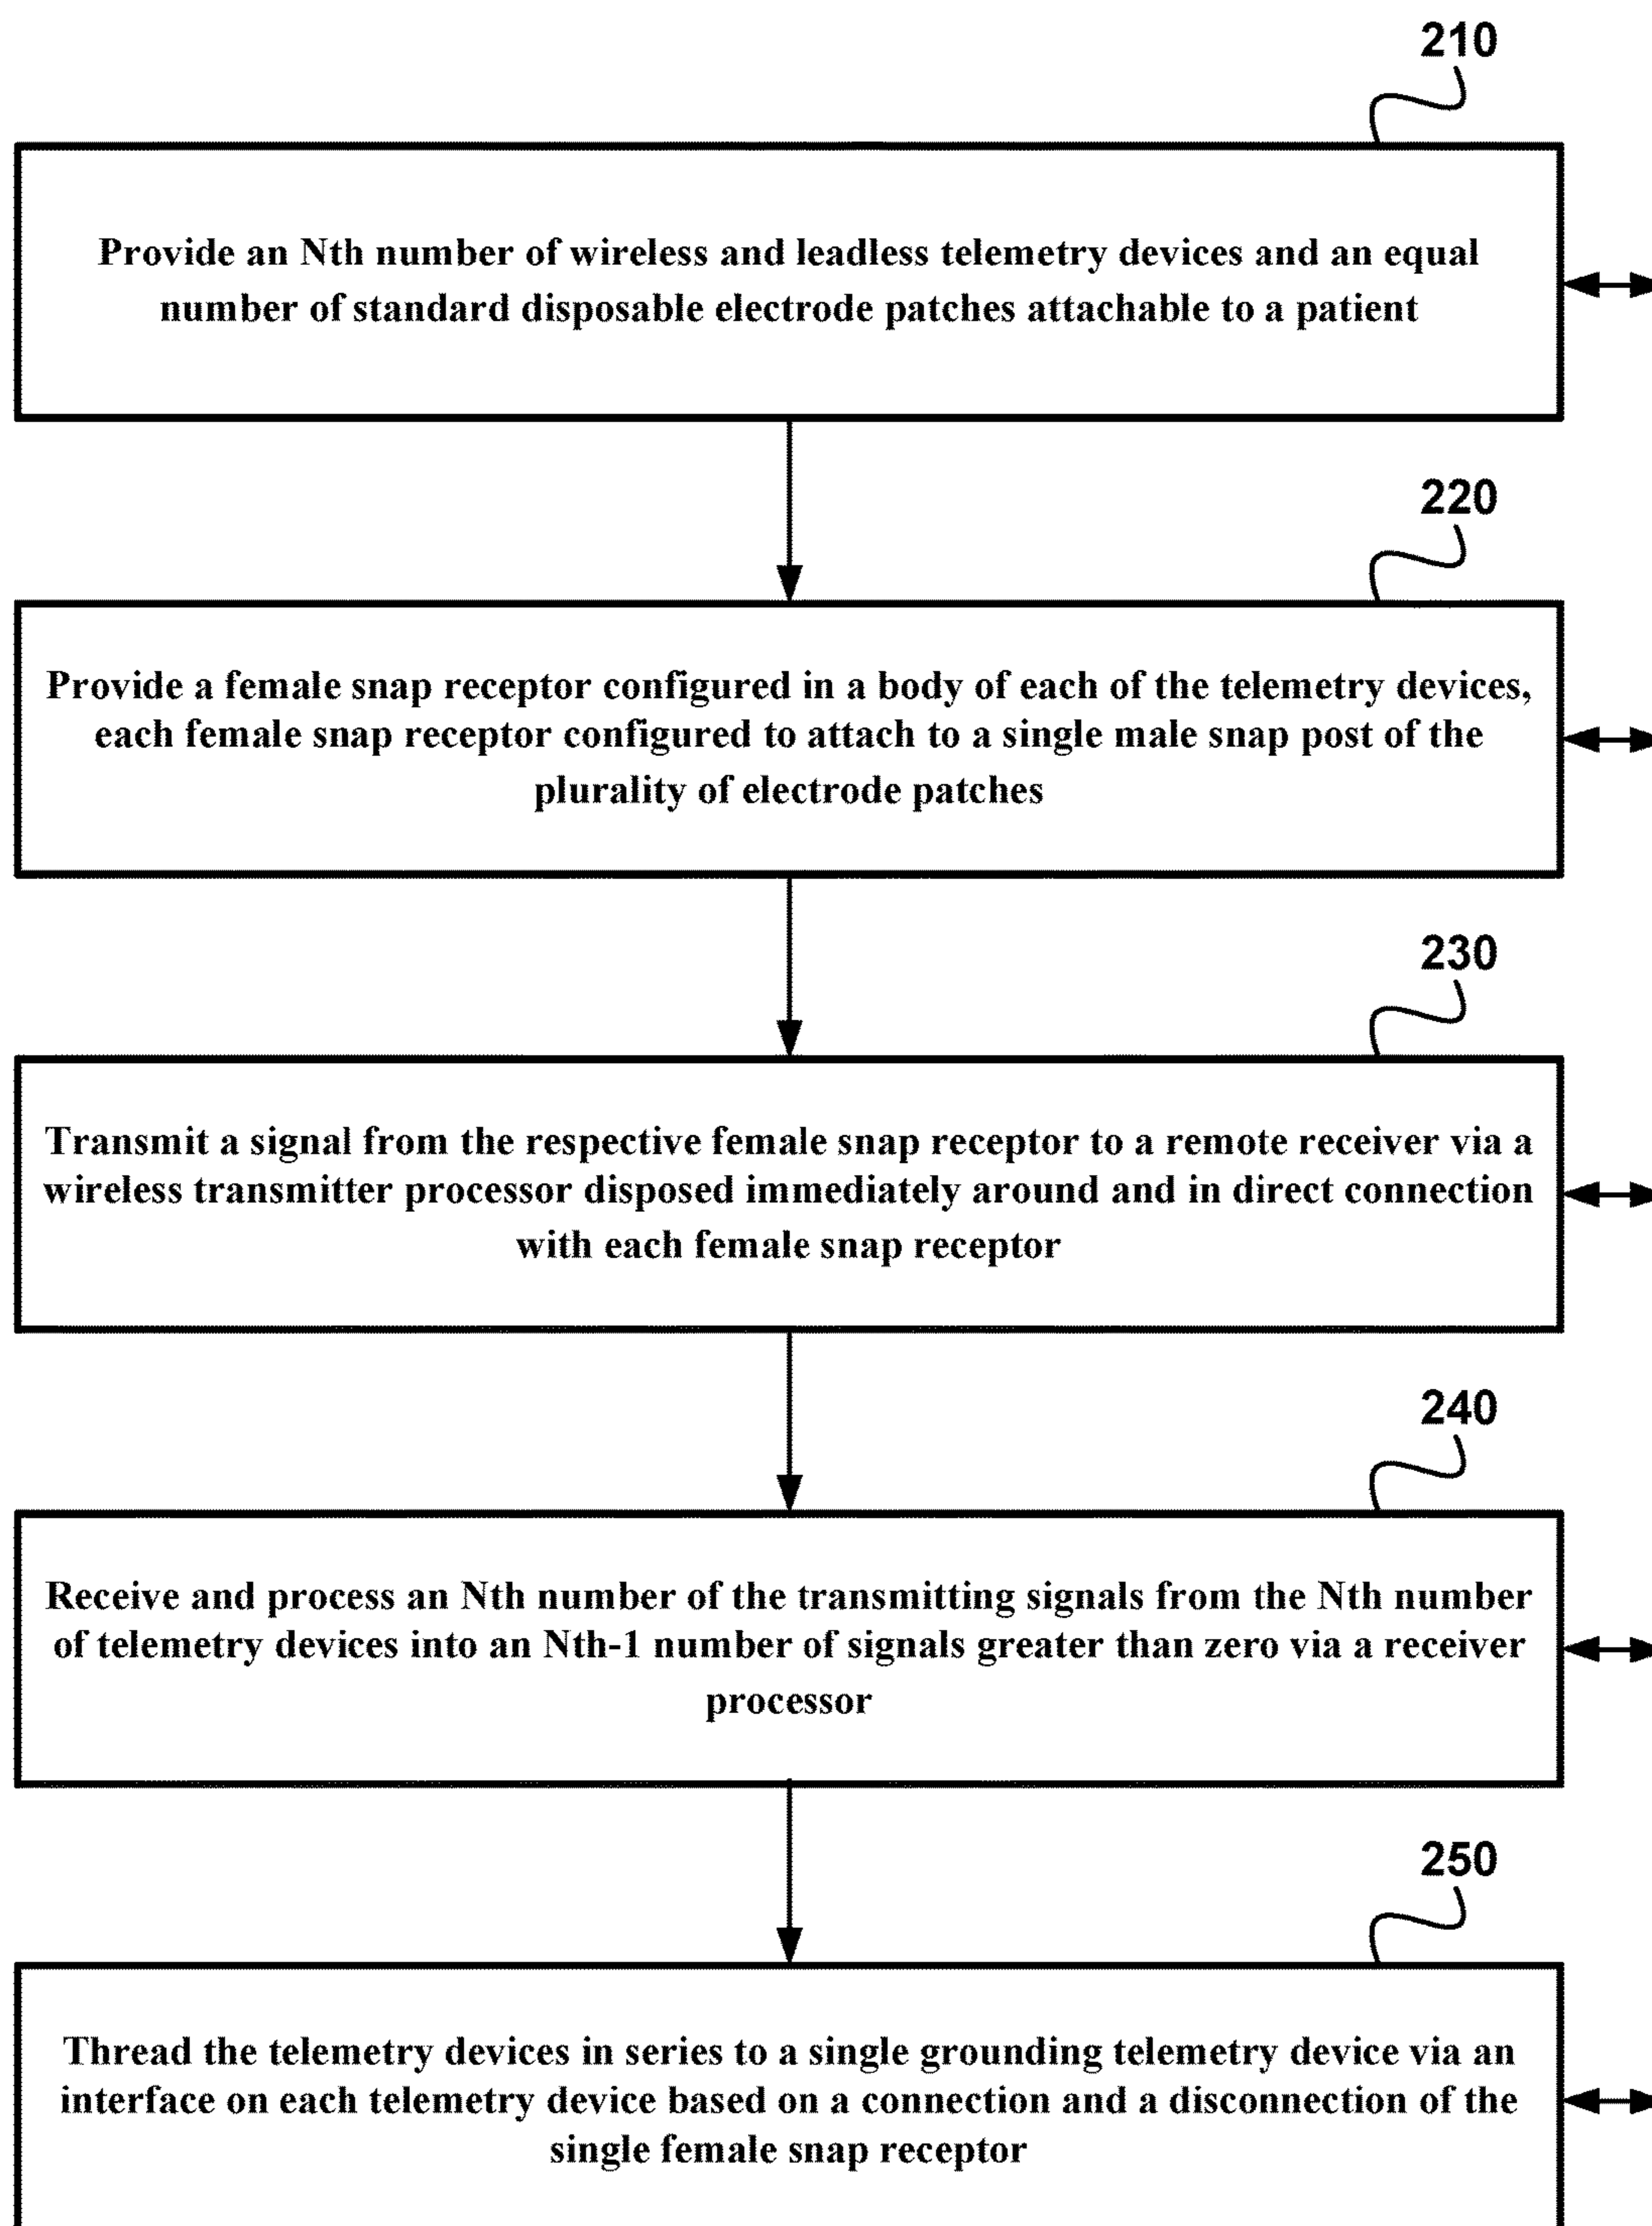 210
Provide an Nth number of wireless and leadless telemetry devices and an equal
number of standard disposable electrode patches attachable to a patient
220
Provide a female snap receptor configured in a body of each of the telemetry devices,
each female snap receptor configured to attach to a single male snap post of the
plurality of electrode patches
230
Transmit a signal from the respective female snap receptor to a remote receiver via a
wireless transmitter processor disposed immediately around and in direct connection
with each female snap receptor
240
Receive and process an Nth number of the transmitting signals from the Nth number
of telemetry devices into an Nth-1 number of signals greater than zero via a receiver
processor
250
Thread the telemetry devices in series to a single grounding telemetry device via an
interface on each telemetry device based on a connection and a disconnection of the
single female snap receptor